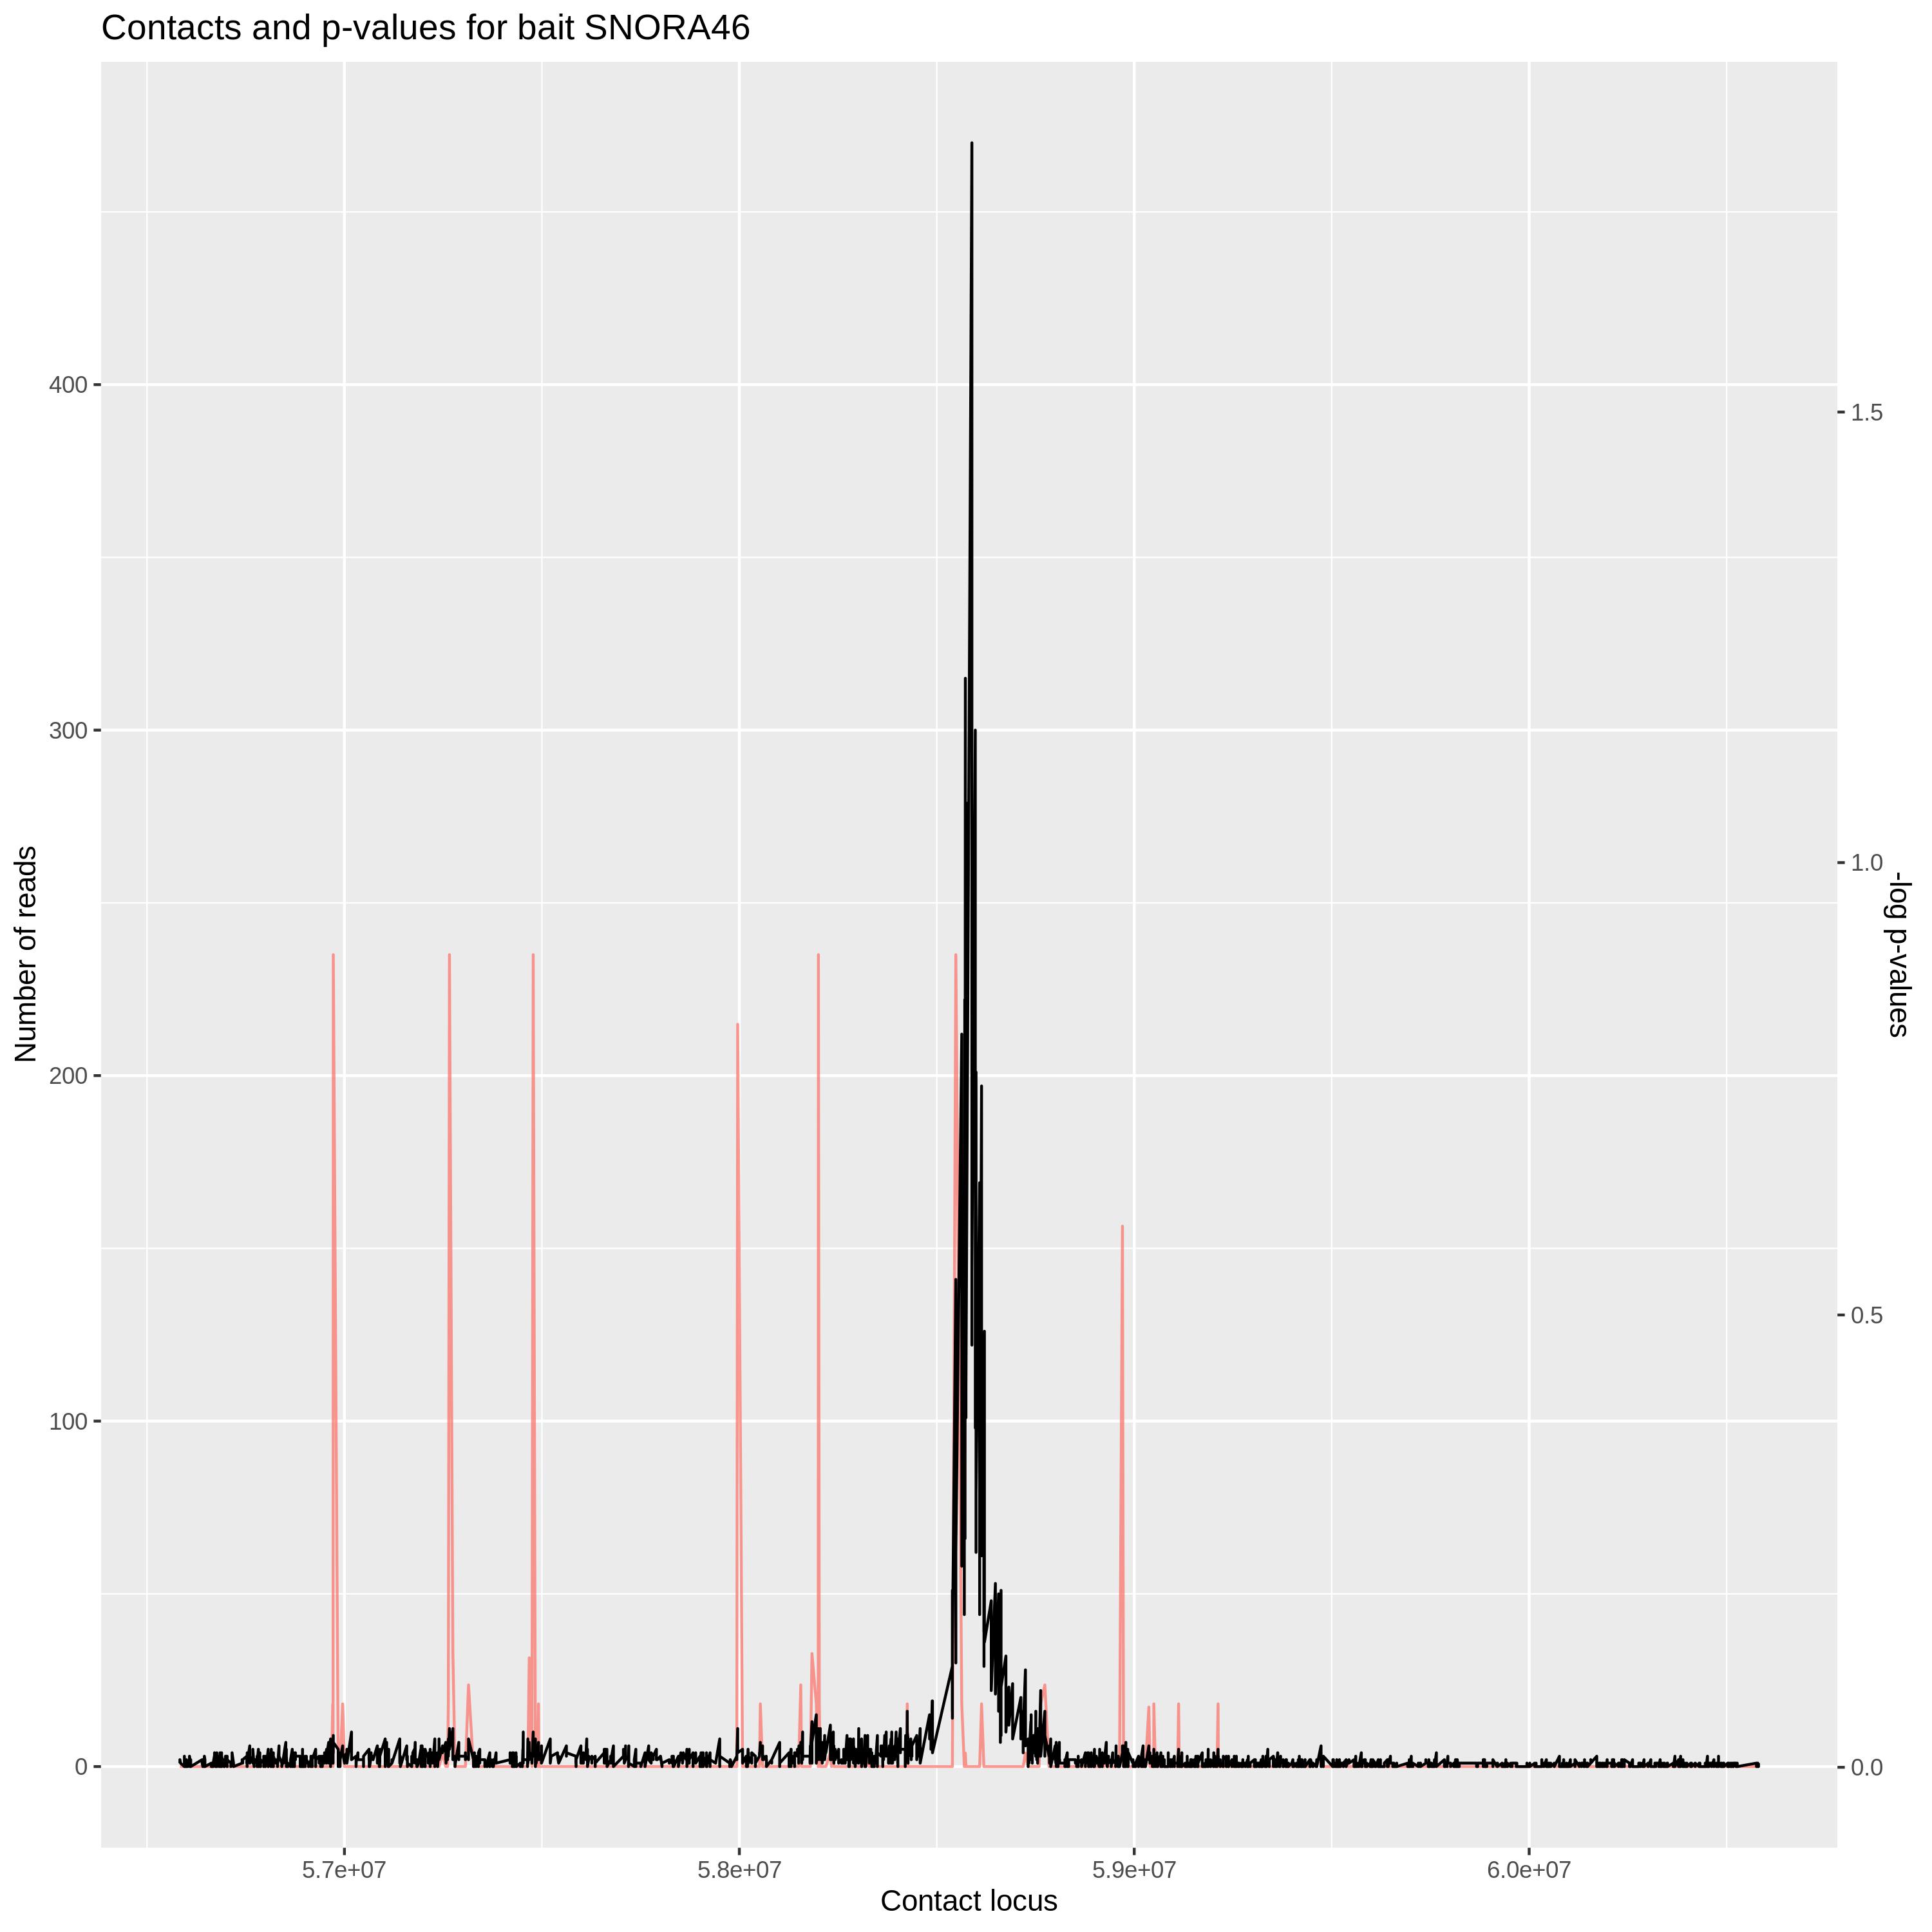 Contacts and p-values for bait SNORA46
400
300
200
100
0
Number of reads
1.5
1.0
0.5
0.0
-log p-values
5.7e+07
5.8e+07
5.9e+07
6.0e+07
Contact locus